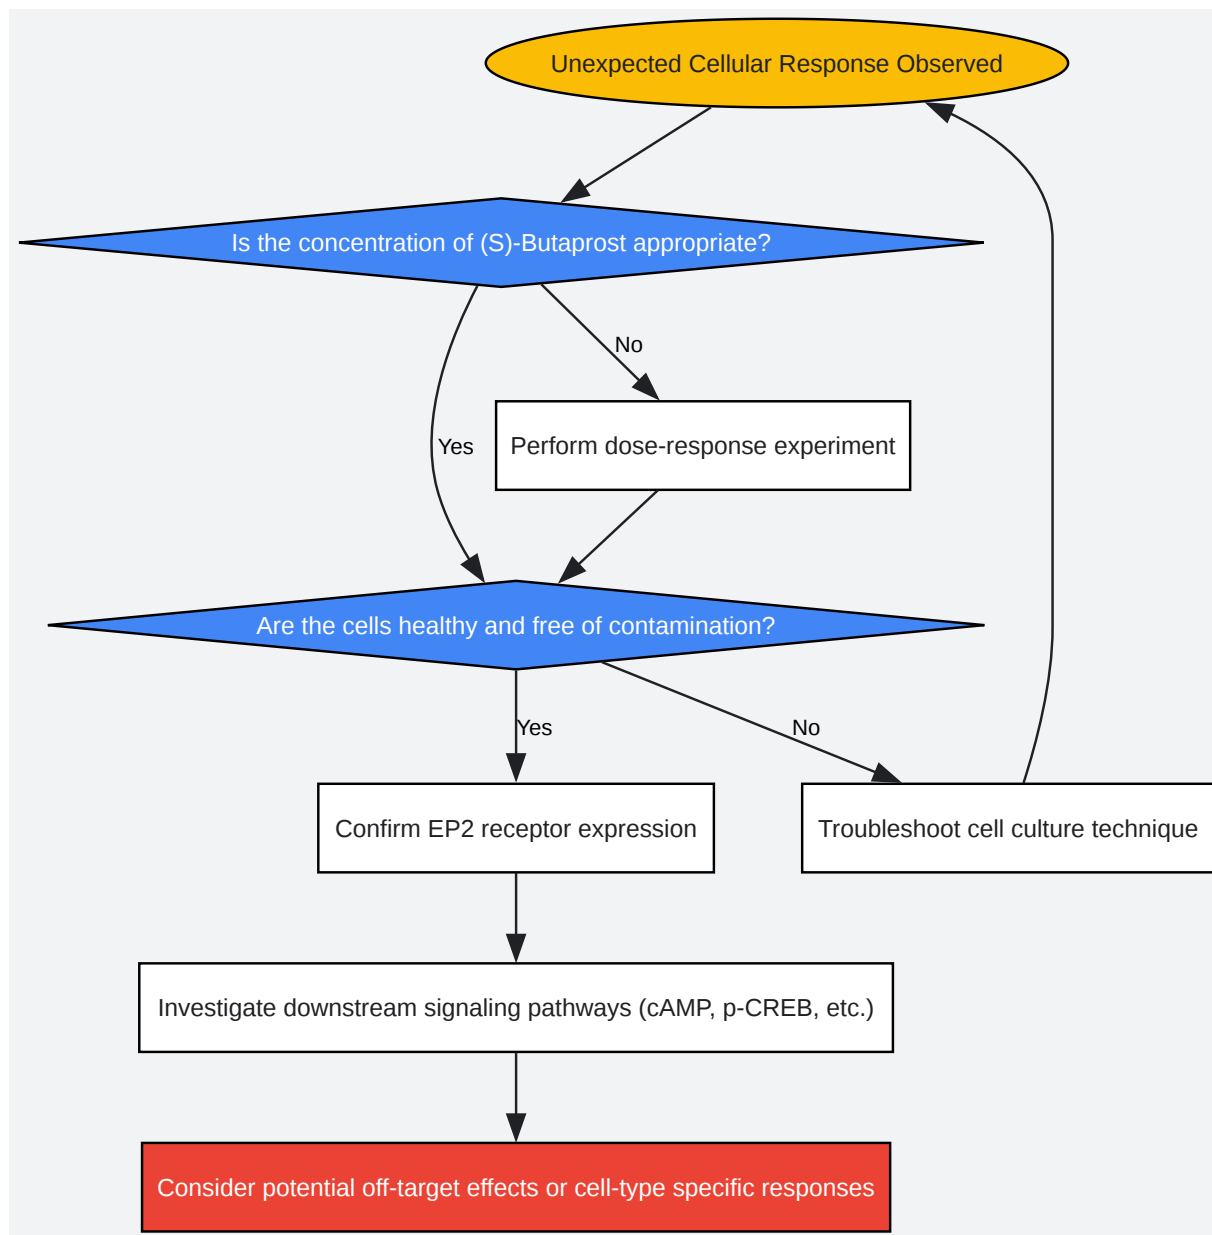 Unexpected Cellular Response Observed
Is the concentration of (S)-Butaprost appropriate?
No
Yes
Perform dose-response experiment
Are the cells healthy and free of contamination?
Yes
No
Confirm EP2 receptor expression
Troubleshoot cell culture technique
Investigate downstream signaling pathways (cAMP, p-CREB, etc.)
Consider potential off-target effects or cell-type specific responses